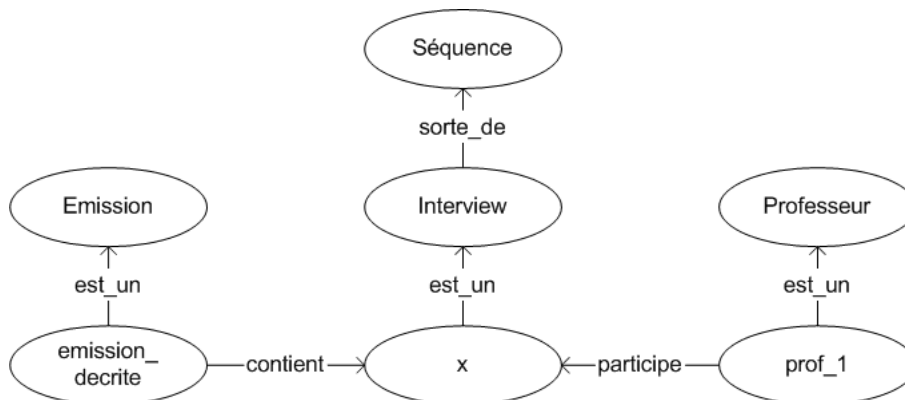 Séquence
sorte_de
Emission
Interview
Professeur
est_un
est_un
est_un
emission_
decrite
contient
x
participe
prof_1